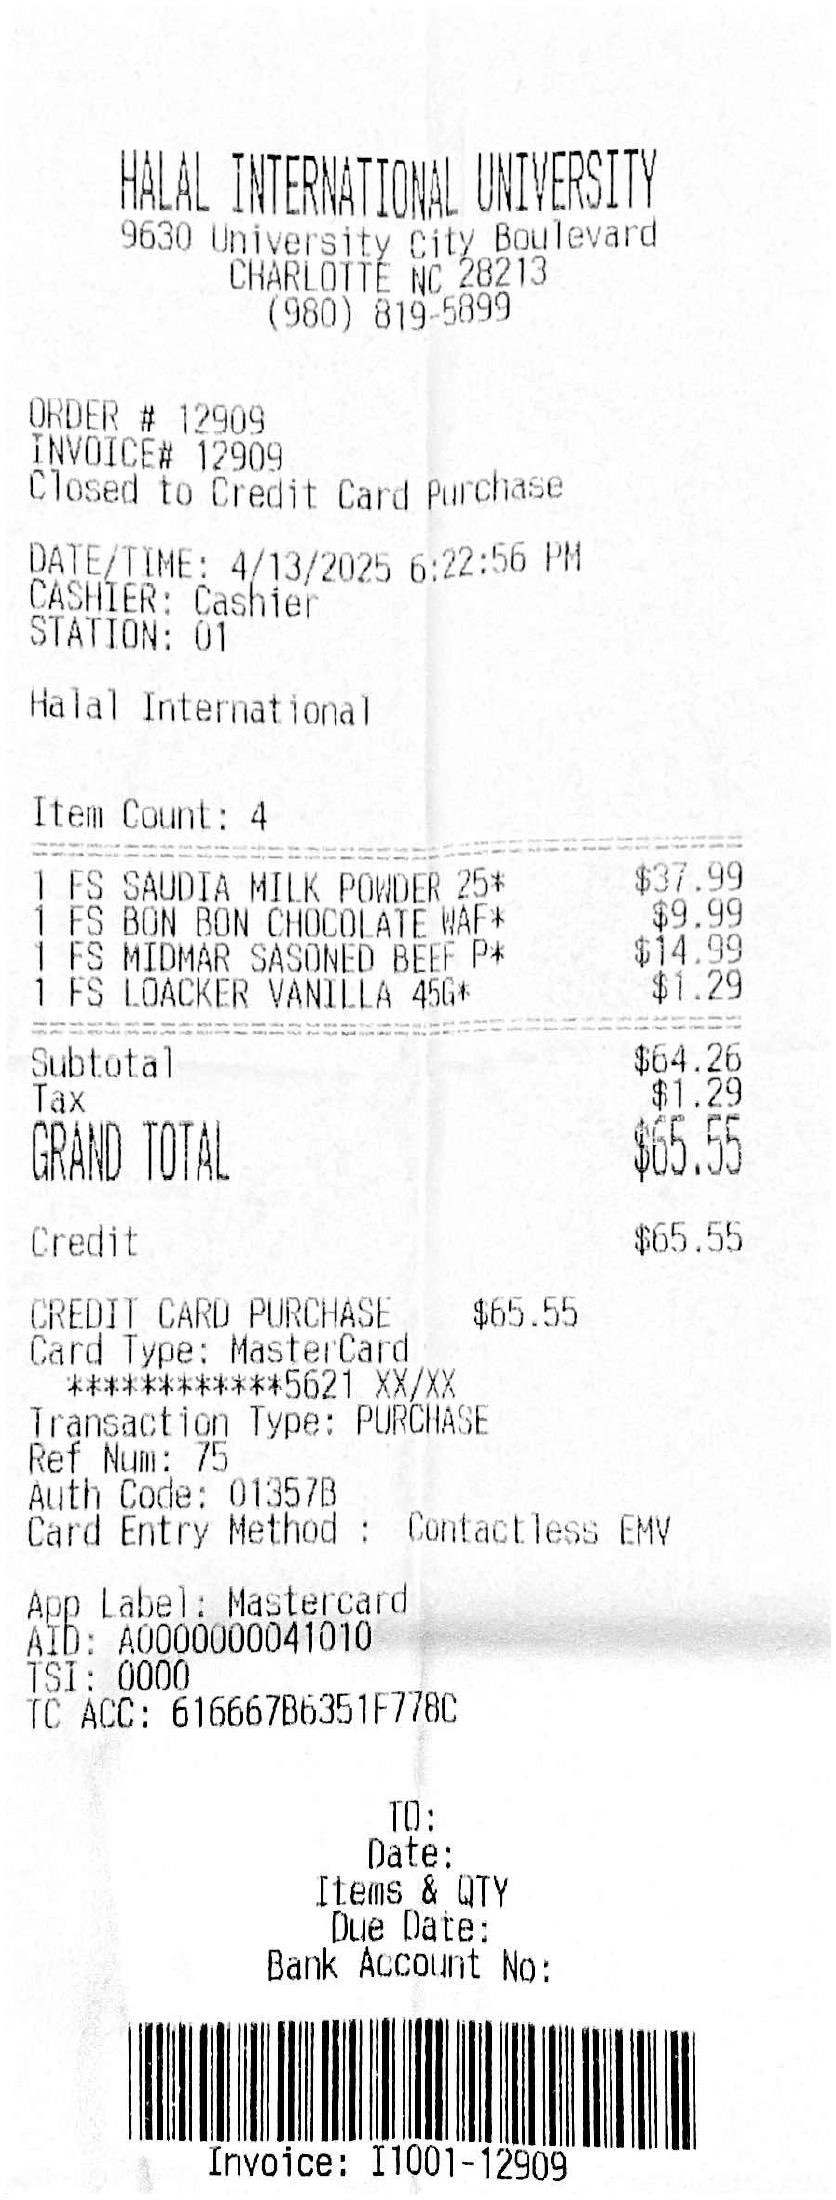 HALAL INTERNATIONAL UNIVERSITY
9630 University City Boulevard
CHARLOTTE NC 28213
(980) 819-5899
ORDER # 12909
INVOICE# 12909
Closed to Credit Card Purchase
DATE/TIME: 4/13/2025 6:22:56 PM
CASHIER: Cashier
STATION: 01
Halal International
Item Count: 4
1 FS SAUDIA MILK POWDER 25* $37.99
1 FS BON BON CHOCOLATE WAF* $9.99
1 FS MIDMAR SASONED BEEF P* $14.99
1 FS LOACKER VANILLA 45G* $1.29
Subtotal $64.26
Tax $1.29
GRAND TOTAL $65.55
Credit $65.55
CREDIT CARD PURCHASE $65.55
Card Type: MasterCard
************5621 XX/XX
Transaction Type: PURCHASE
Ref Num: 75
Auth Code: 01357B
Card Entry Method : Contactless EMV
App Label: Mastercard
AID: A0000000041010
TSI: 0000
TC ACC: 616667B6351F778C
TO:
Date:
Items & QTY
Due Date:
Bank Account No:
Invoice: I1001-12909